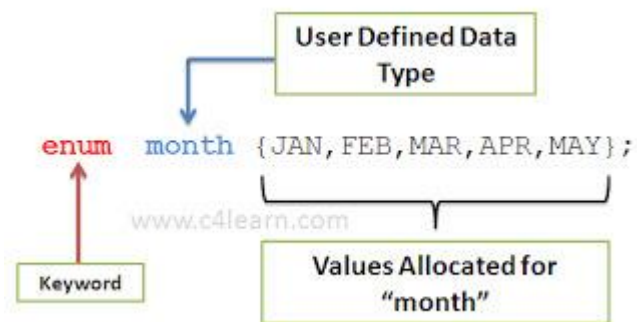 User Defined Data
Type
enum month {JAN,FEB,MAR,APR,MAY};
www.c4learn.com
Keyword
Values Allocated for
“month”